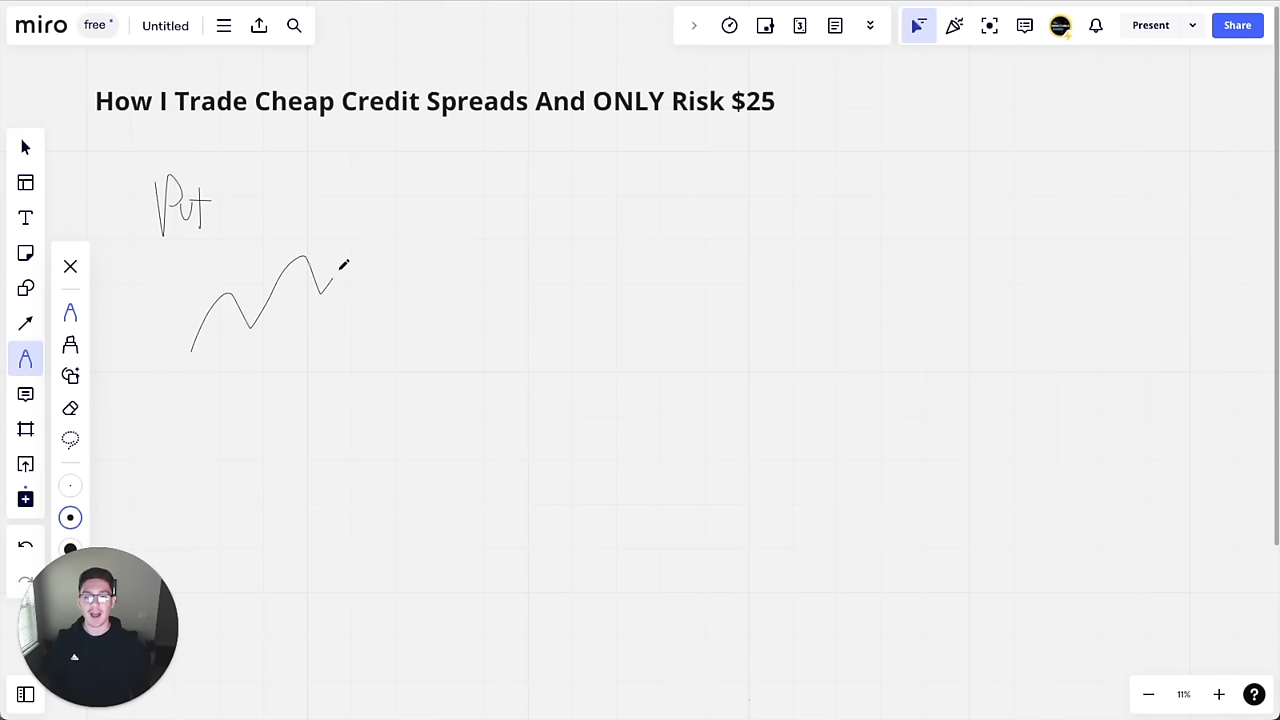 miro free Untitled Present Share
How I Trade Cheap Credit Spreads And ONLY Risk $25
Put
11%